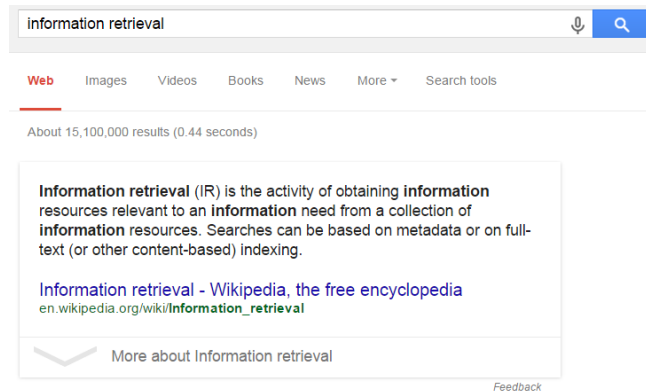 information retrieval
Web Images Videos Books News More Search tools
About 15,100,000 results (0.44 seconds)
Information retrieval (IR) is the activity of obtaining information
resources relevant to an information need from a collection of
information resources. Searches can be based on metadata or on full-
text (or other content-based) indexing.
Information retrieval - Wikipedia, the free encyclopedia
en.wikipedia.org/wiki/Information_retrieval
More about Information retrieval
Feedback